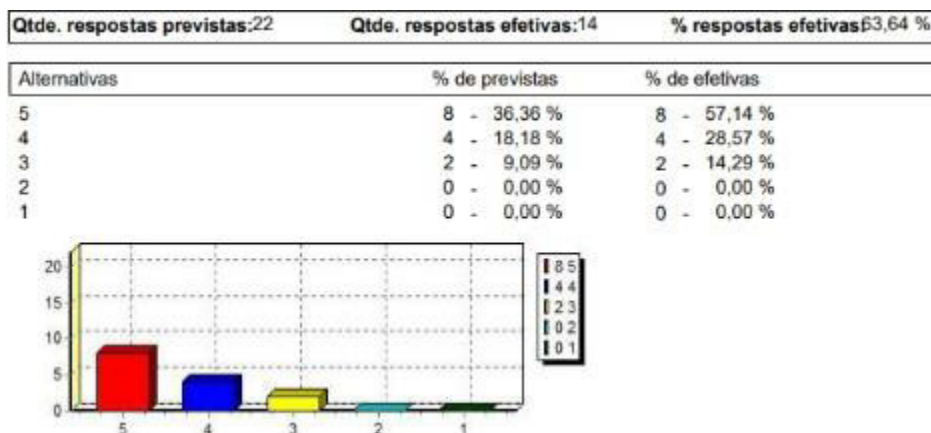 Qtde. respostas previstas:22 Qtde. respostas efetivas:14 % respostas efetivas:63,64 %
Alternativas % de previstas % de efetivas
5 8 - 36,36 % 8 - 57,14 %
4 4 - 18,18 % 4 - 28,57 %
3 2 - 9,09 % 2 - 14,29 %
2 0 - 0,00 % 0 - 0,00 %
1 0 - 0,00 % 0 - 0,00 %
20
15
10
5
0
5 4 3 2 1
8 5
4 4
2 3
0 2
0 1